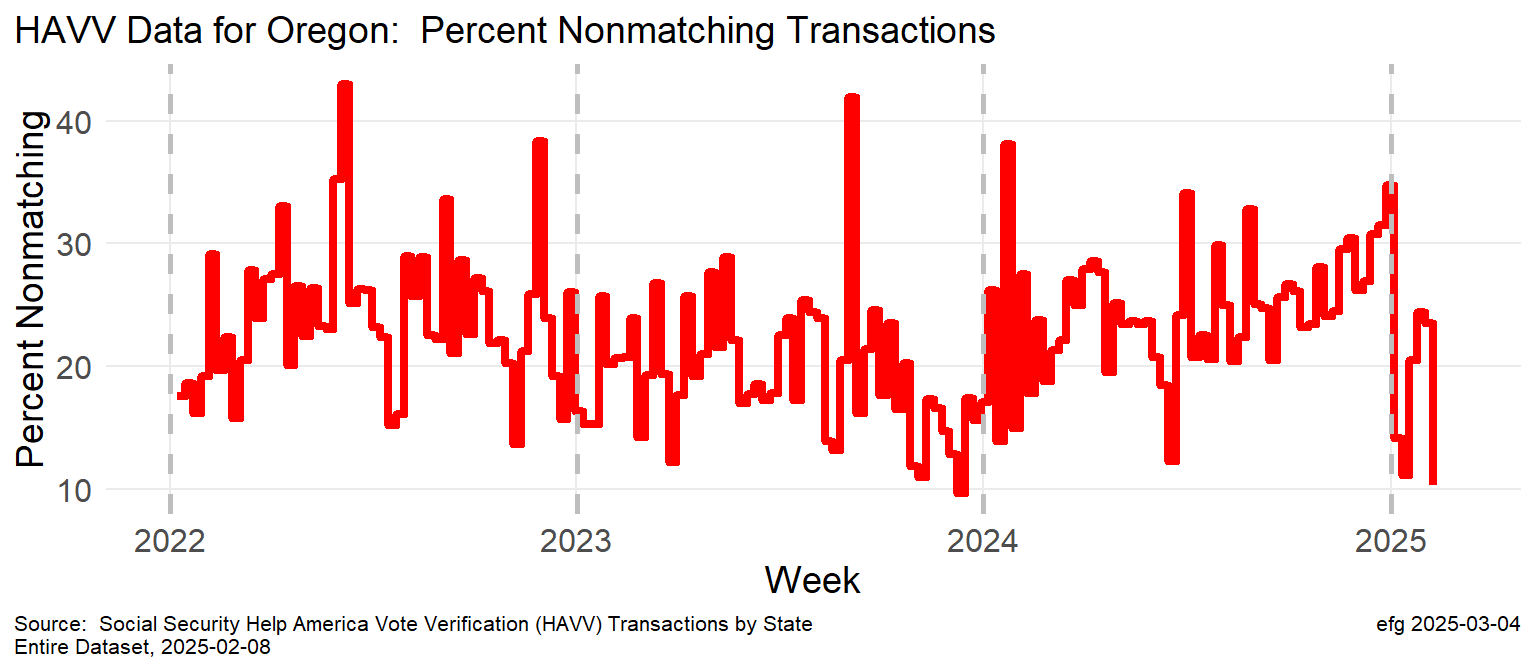 HAVV Data for Oregon:  Percent Nonmatching Transactions
Percent Nonmatching
40
30
20
10
2022 2023 2024 2025
Week
Source:  Social Security Help America Vote Verification (HAVV) Transactions by State
Entire Dataset, 2025-02-08
efg 2025-03-04